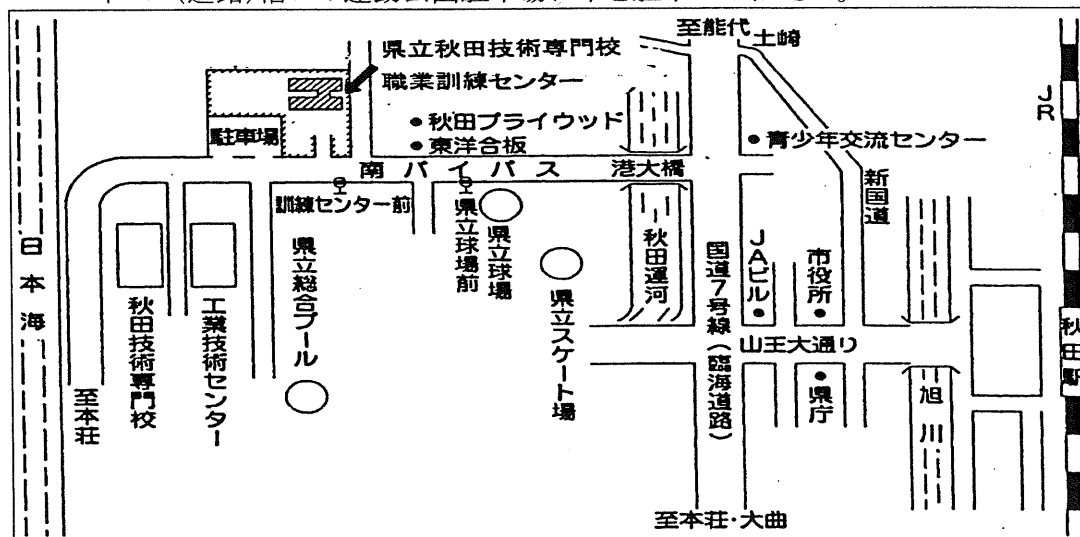 至能代
土崎
県立秋田技術専門校
職業訓練センター
JR
駐車場
秋田プライウッド
東洋合板
青少年交流センター
南バイパス
港大橋
新国道
訓練センター前
県立球場前
県立球場
秋田運河
国道7号線(臨海道路)
JAビル
市役所
日本海
秋田技術専門校
工業技術センター
県立総合プール
県立スケート場
山王大通り
秋田駅
至本荘
県庁
旭川
至本荘・大曲